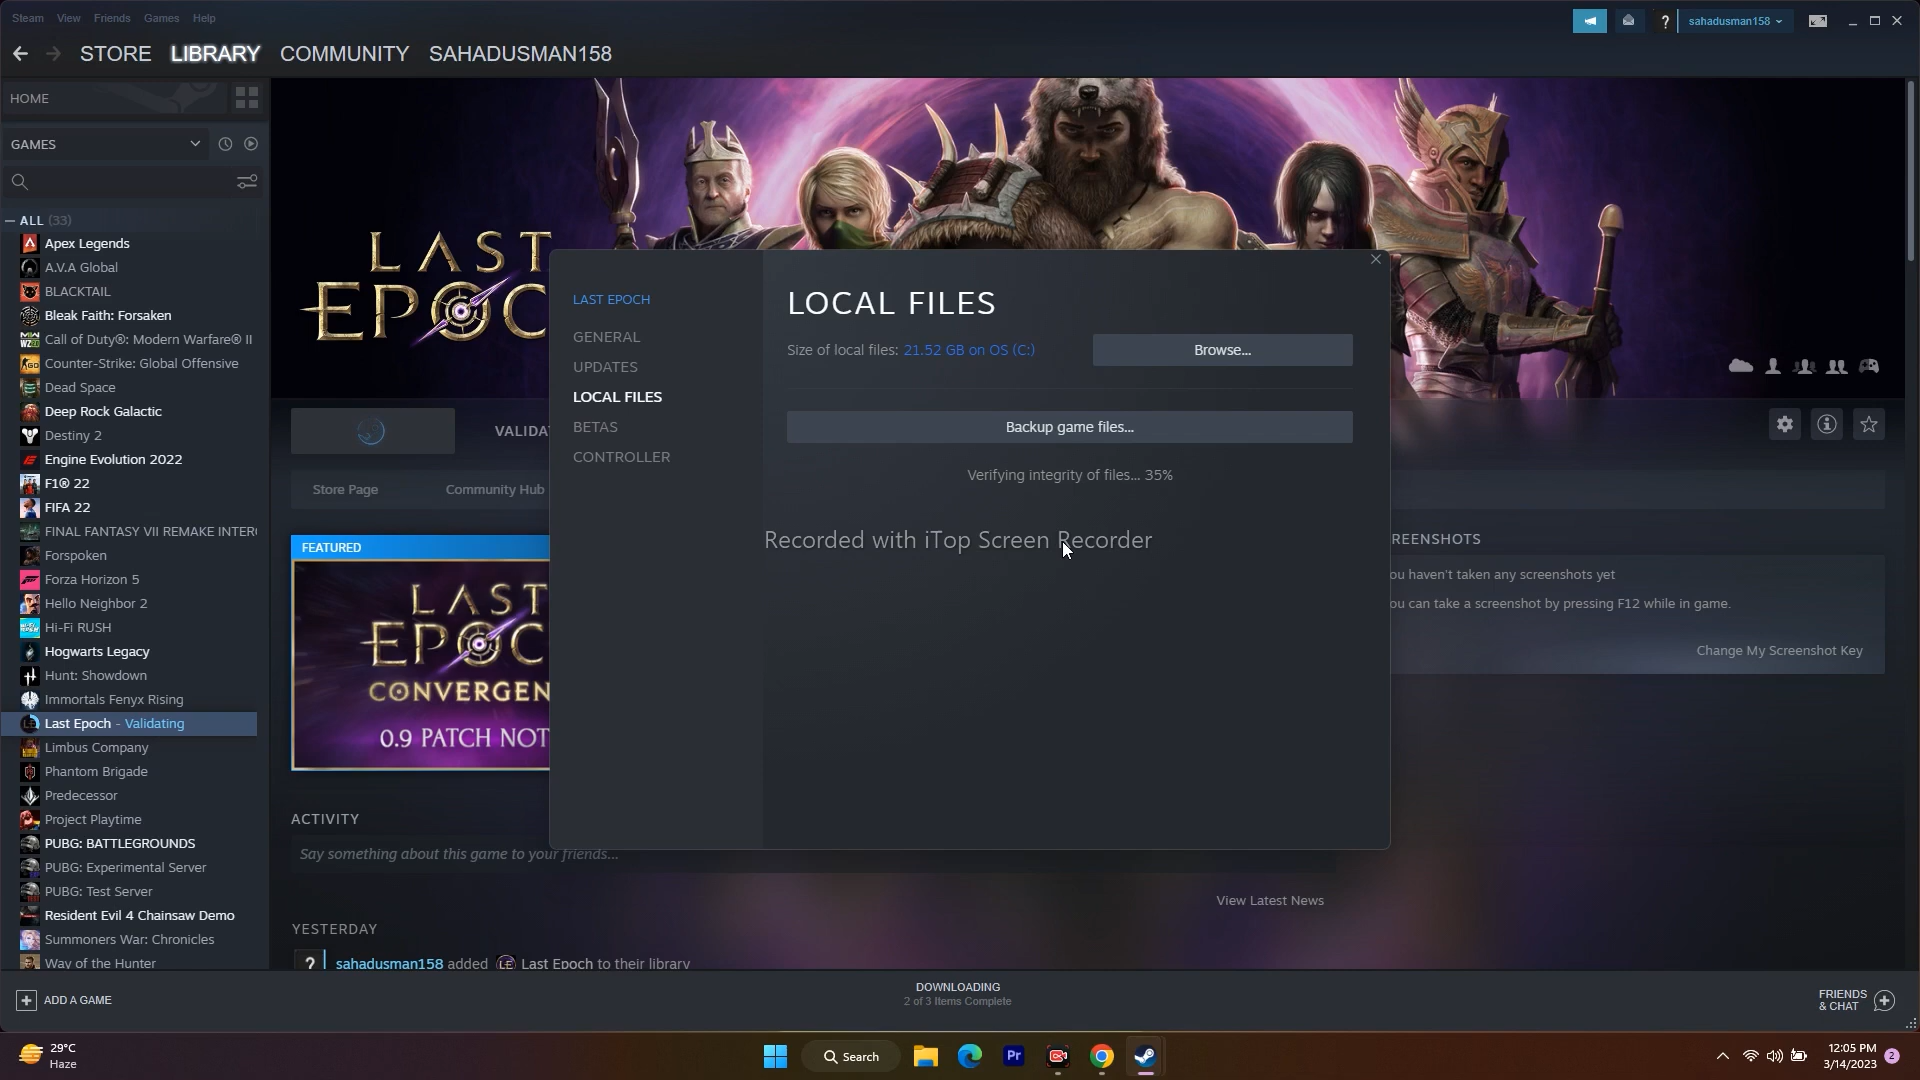 Steam View Friends Games Help
sahadusman158
STORE LIBRARY COMMUNITY SAHADUSMAN158
HOME
GAMES
ALL (33)
Apex Legends
A.V.A Global
BLACKTAIL
Bleak Faith: Forsaken
Call of Duty®: Modern Warfare® II
Counter-Strike: Global Offensive
Dead Space
Deep Rock Galactic
Destiny 2
Engine Evolution 2022
F1® 22
FIFA 22
FINAL FANTASY VII REMAKE INTER
Forspoken
Forza Horizon 5
Hello Neighbor 2
Hi-Fi RUSH
Hogwarts Legacy
Hunt: Showdown
Immortals Fenyx Rising
Last Epoch - Validating
Limbus Company
Phantom Brigade
Predecessor
Project Playtime
PUBG: BATTLEGROUNDS
PUBG: Experimental Server
PUBG: Test Server
Resident Evil 4 Chainsaw Demo
Summoners War: Chronicles
Way of the Hunter
LAST
EPOC
VALIDA
Store Page Community Hub
FEATURED
LAST
EPOC
CONVERGEN
0.9 PATCH NOT
LAST EPOCH
GENERAL
UPDATES
LOCAL FILES
BETAS
CONTROLLER
LOCAL FILES
Size of local files: 21.52 GB on OS (C:)
Browse...
Backup game files...
Verifying integrity of files... 35%
Recorded with iTop Screen Recorder
REENSHOTS
ou haven't taken any screenshots yet
ou can take a screenshot by pressing F12 while in game.
Change My Screenshot Key
ACTIVITY
Say something about this game to your friends...
View Latest News
YESTERDAY
sahadusman158 added Last Epoch to their library
ADD A GAME
DOWNLOADING
2 of 3 Items Complete
FRIENDS
& CHAT
29°C
Haze
Search
Pr
12:05 PM
3/14/2023
2